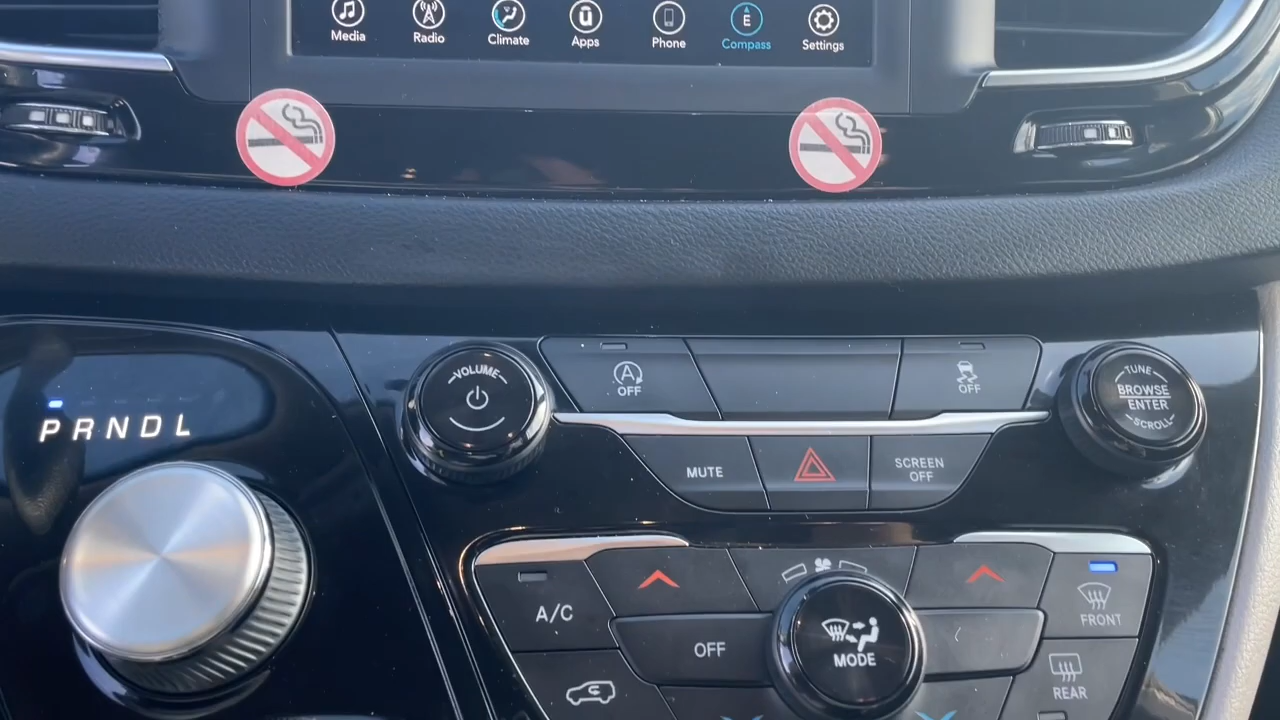 Media Radio Climate Apps Phone Compass Settings
E
PRNDL
VOLUME
A
OFF
OFF
TUNE
BROWSE
ENTER
SCROLL
MUTE
SCREEN
OFF
A/C
OFF
MODE
FRONT
REAR